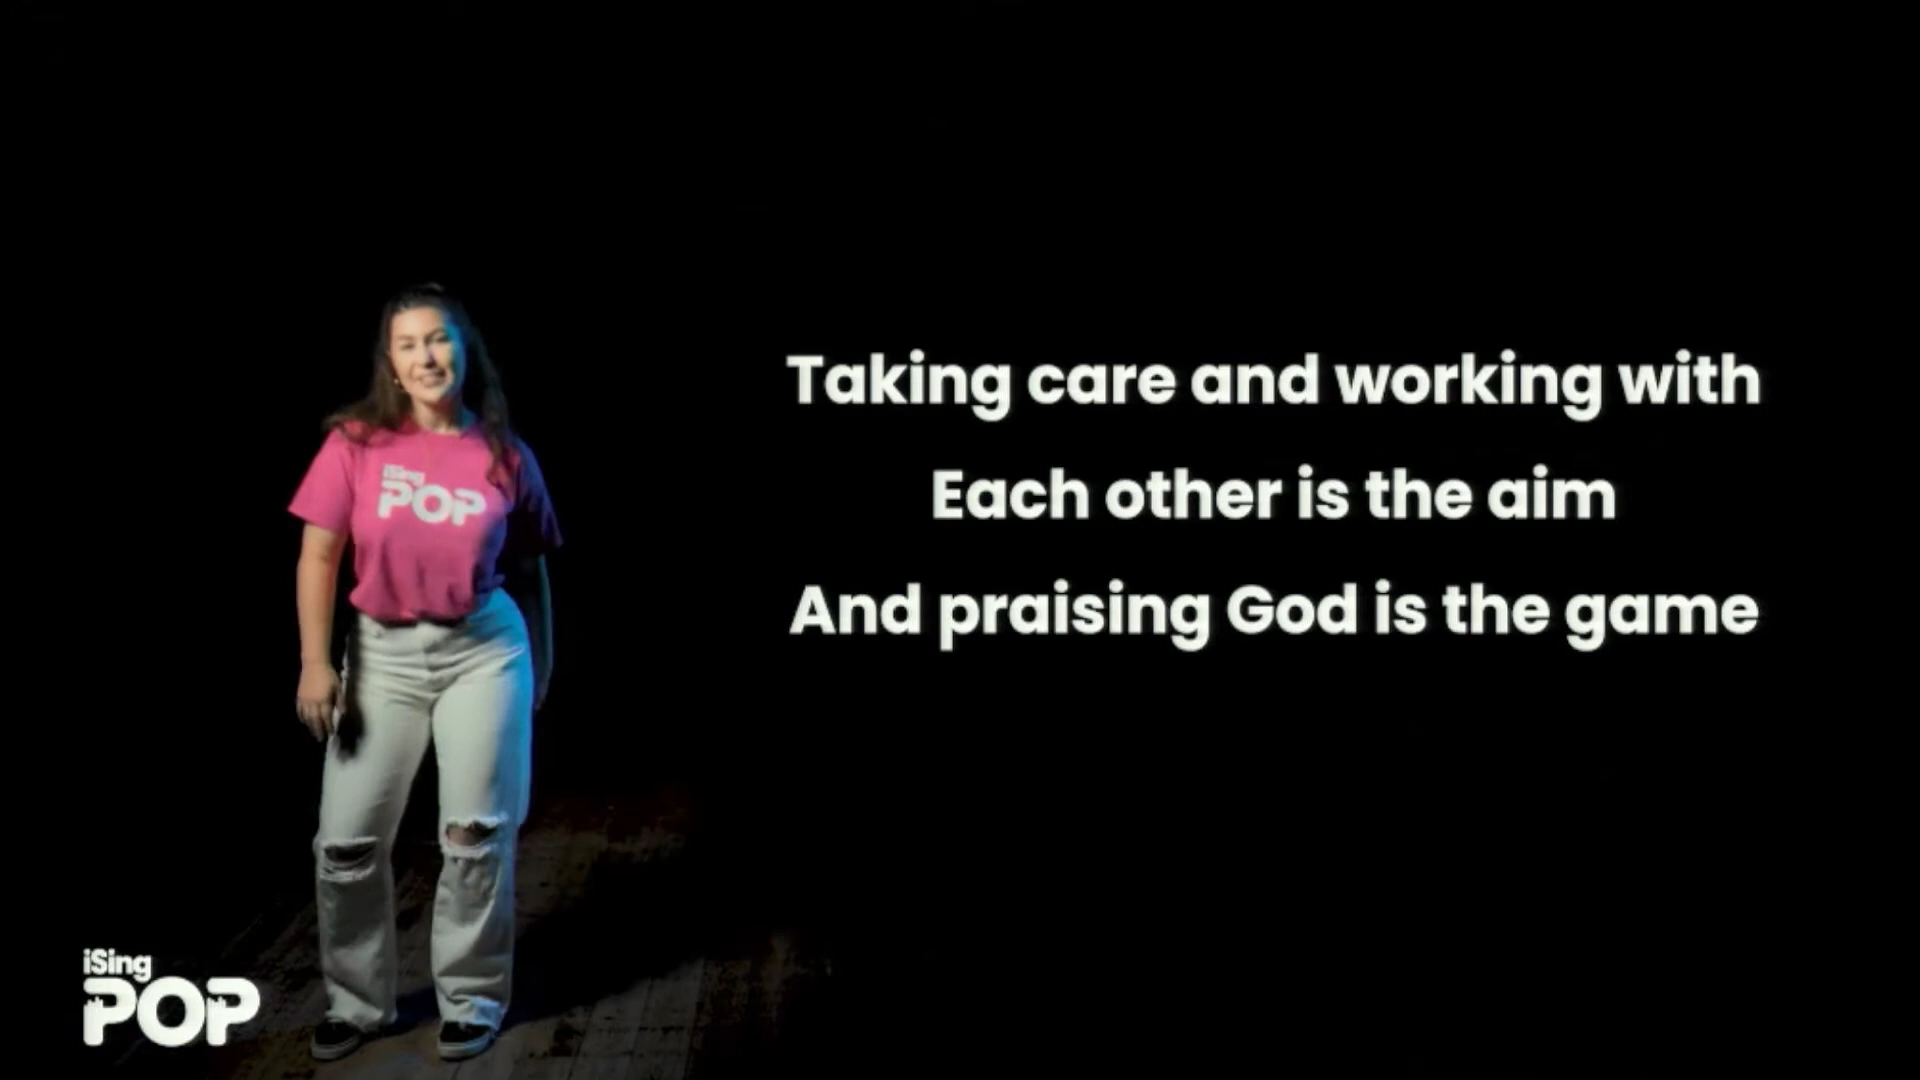 Taking care and working with
Each other is the aim
And praising God is the game
iSing
POP
iSing
POP